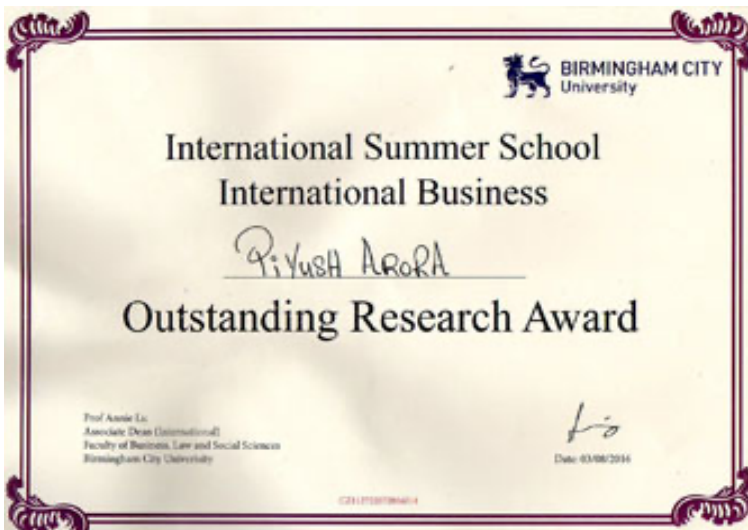 BIRMINGHAM CITY
University
International Summer School
International Business
PiYUSH ARORA
Outstanding Research Award
Prof Annie
Associate Dean (International)
Faculty of Business, Law and Social Sciences
Birmingham City University
Date: 03/08/2016